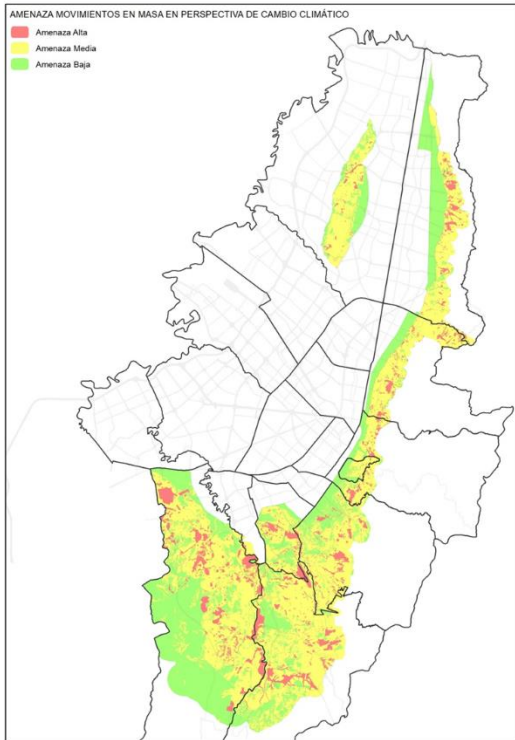 AMENAZA MOVIMIENTOS EN MASA EN PERSPECTIVA DE CAMBIO CLIMÁTICO
Amenaza Alta
Amenaza Media
Amenaza Baja